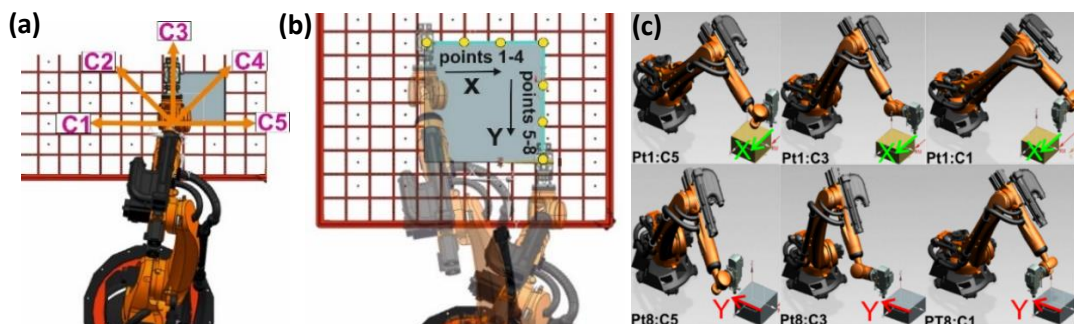 (a)
C3
C2
C4
C1
C5
(b)
points 1-4
X
points 5-8
Y
(c)
Pt1:C5
X
Pt1:C3
X
Pt1:C1
X
Pt8:C5
Y
Pt8:C3
Y
PT8:C1
Y